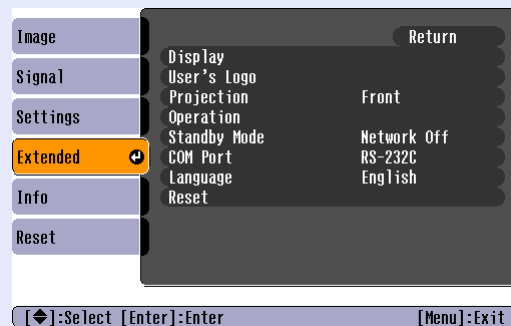 Image
Signal
Settings
Extended
Info
Reset
Return
Display
User's Logo
Projection Front
Operation
Standby Mode Network Off
COM Port RS-232C
Language English
Reset
[◆]:Select [Enter]:Enter [Menu]:Exit